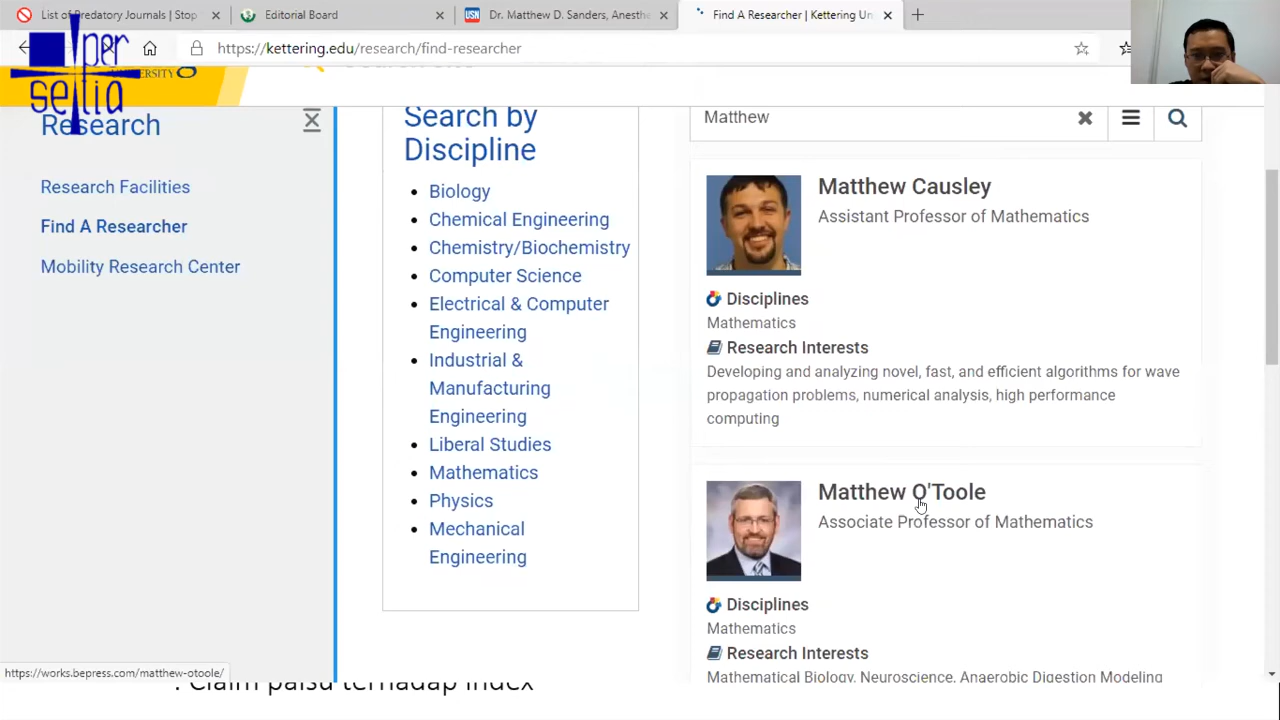 List of Predatory Journals | Stop
Editorial Board
USN
Dr. Matthew D. Sanders, Anesthe
Find A Researcher | Kettering Un
https://kettering.edu/research/find-researcher
per
seitia
UNIVERSITY
Research
Research Facilities
Find A Researcher
Mobility Research Center
Search by
Discipline
Biology
Chemical Engineering
Chemistry/Biochemistry
Computer Science
Electrical & Computer
Engineering
Industrial &
Manufacturing
Engineering
Liberal Studies
Mathematics
Physics
Mechanical
Engineering
Matthew
Matthew Causley
Assistant Professor of Mathematics
Disciplines
Mathematics
Research Interests
Developing and analyzing novel, fast, and efficient algorithms for wave
propagation problems, numerical analysis, high performance
computing
Matthew O'Toole
Associate Professor of Mathematics
Disciplines
Mathematics
Research Interests
Mathematical Biology, Neuroscience, Anaerobic Digestion Modeling
https://works.bepress.com/matthew-otoole/
. Claim palsu terhadap index